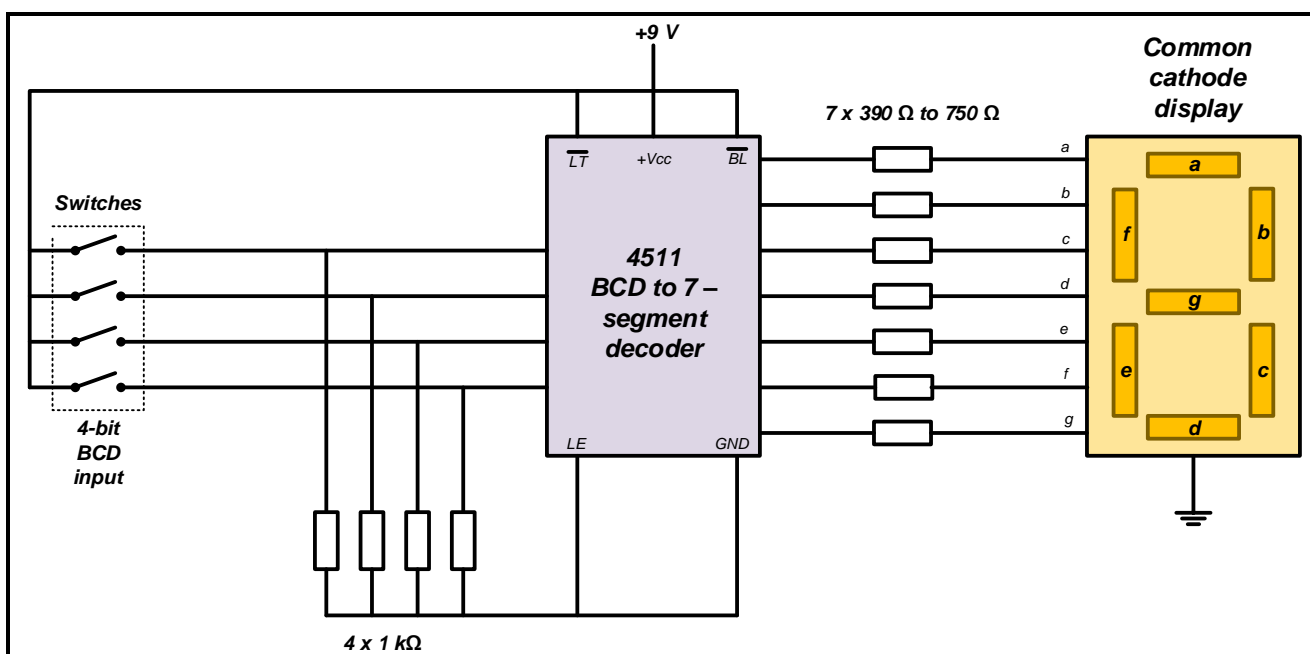 +9 V
Common
cathode
display
7 x 390 Ω to 750 Ω
LT
+Vcc
BL
Switches
4511
BCD to 7 –
segment
decoder
4-bit
BCD
input
LE
GND
4 x 1 kΩ
a
b
c
d
e
f
g
a
f
b
g
e
c
d